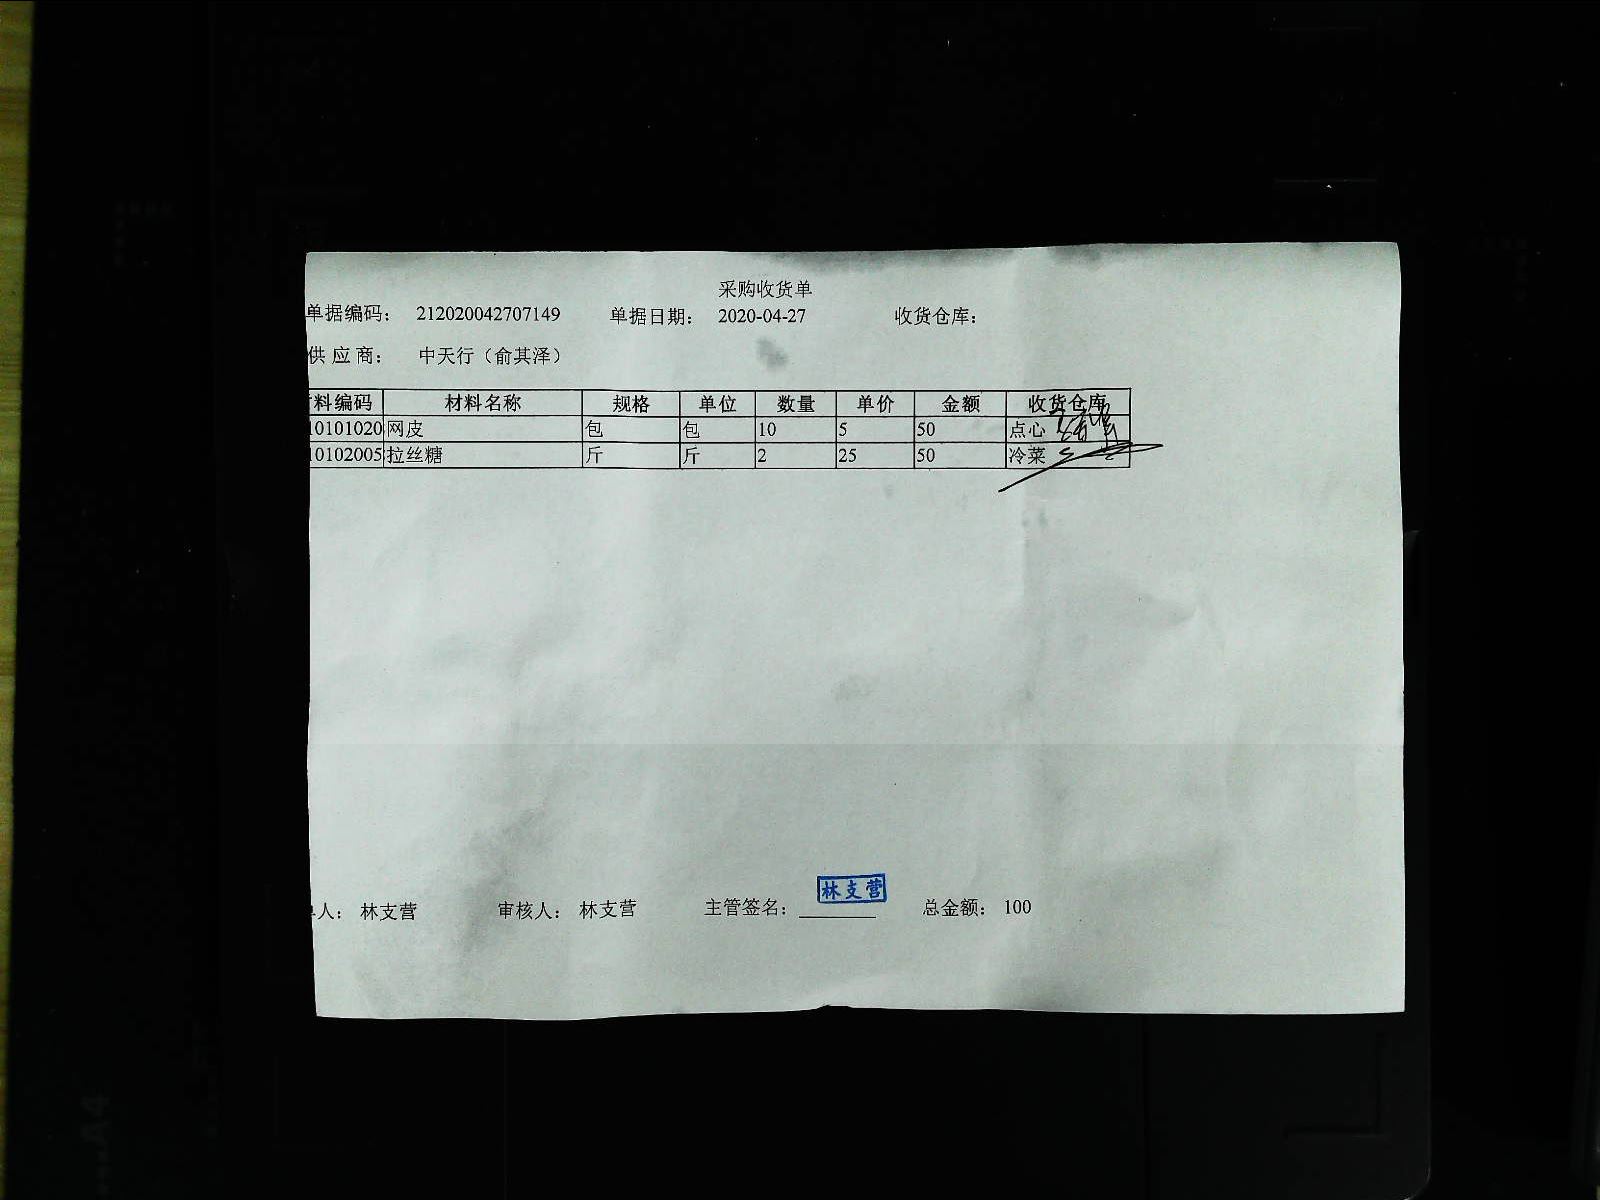 采购收货单
单据编码： 212020042707149 单据日期： 2020-04-27 收货仓库：
供应商： 中天行（俞其泽）
料编码 材料名称 规格 单位 数量 单价 金额 收货仓库
10101020 网皮 包 包 10 5 50 点心
10102005 拉丝糖 斤 斤 2 25 50 冷菜
林支营
人： 林支营 审核人： 林支营 主管签名： 总金额： 100